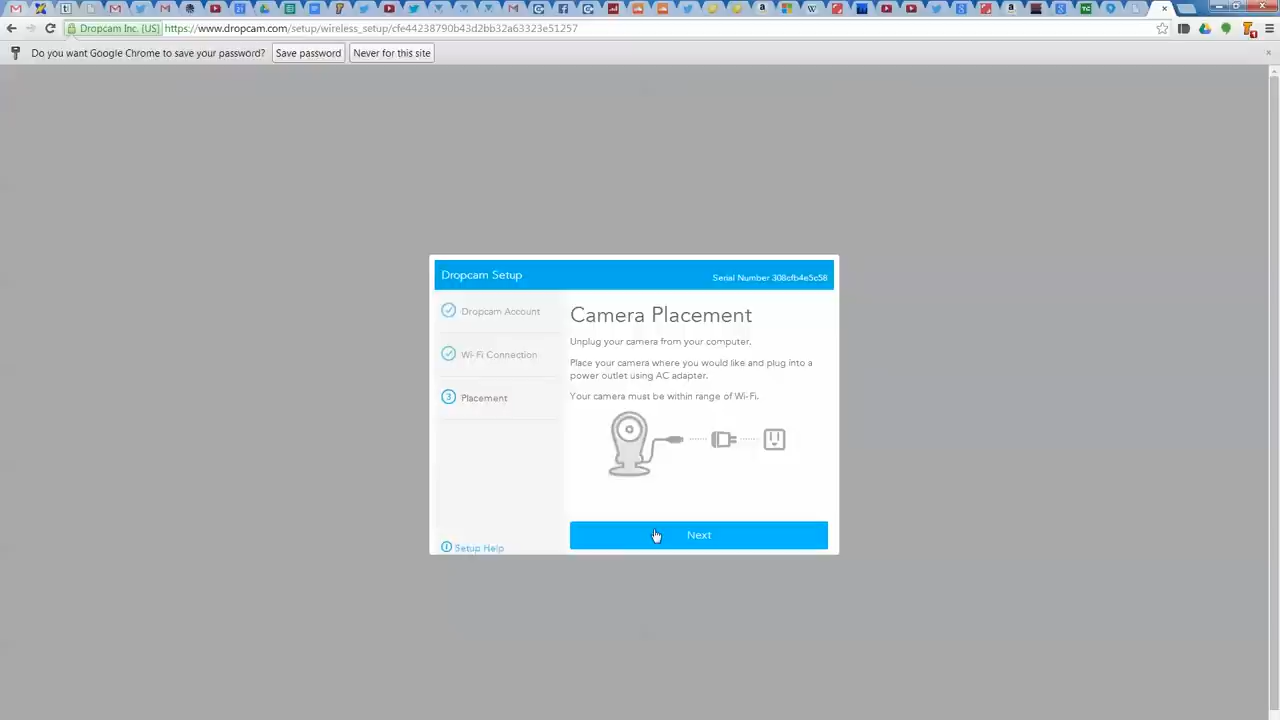 Dropcam Inc. [US] https://www.dropcam.com/setup/wireless_setup/cfe44238790b43d2bb32a63323e51257
Do you want Google Chrome to save your password? Save password Never for this site
Dropcam Setup
Serial Number 308cfb4e5c58
Dropcam Account
Wi-Fi Connection
3 Placement
Setup Help
Camera Placement
Unplug your camera from your computer.
Place your camera where you would like and plug into a
power outlet using AC adapter.
Your camera must be within range of Wi-Fi.
Next